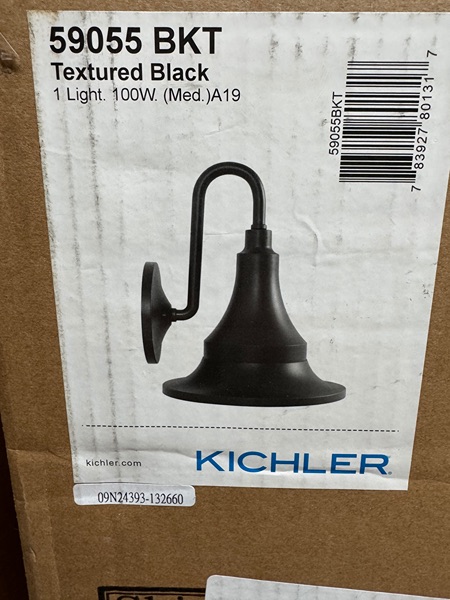 59055 BKT
Textured Black
1 Light. 100W. (Med.)A19
59055BKT
7 83927 80131 7
kichler.com
KICHLER
09N24393-132660